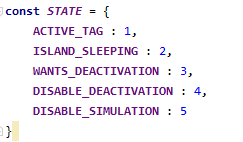 const STATE = {
ACTIVE_TAG : 1,
ISLAND_SLEEPING : 2,
WANTS_DEACTIVATION : 3,
DISABLE_DEACTIVATION : 4,
DISABLE_SIMULATION : 5
}